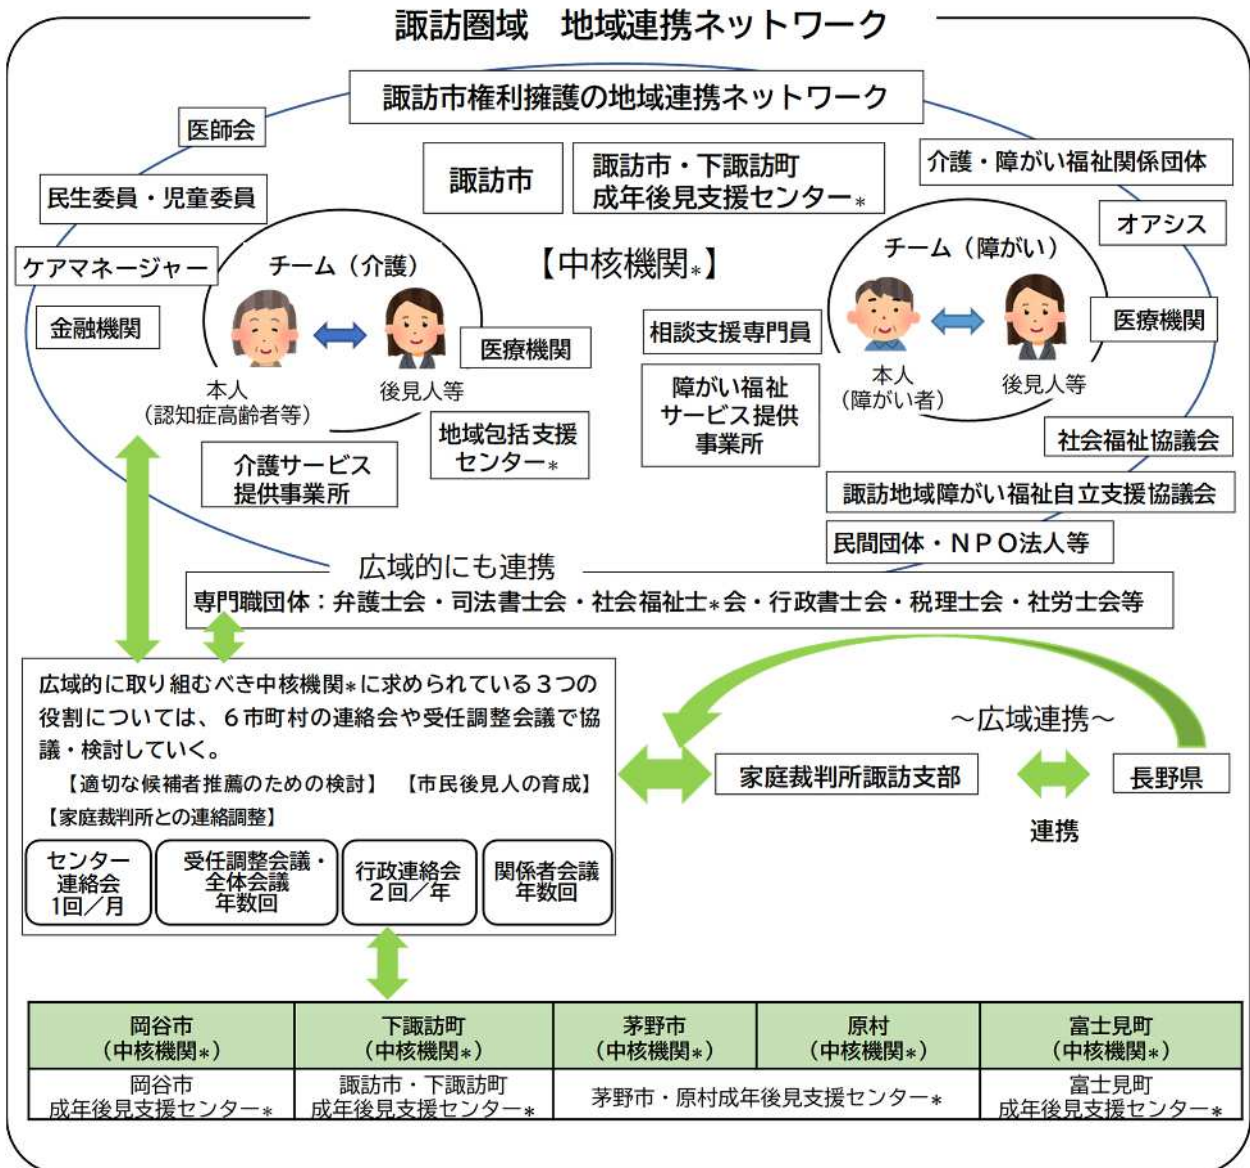 諏訪圏域　地域連携ネットワーク
諏訪市権利擁護の地域連携ネットワーク
医師会
民生委員・児童委員
ケアマネージャー
金融機関
諏訪市
諏訪市・下諏訪町
成年後見支援センター*
【中核機関*】
介護・障がい福祉関係団体
オアシス
チーム（介護）
本人
（認知症高齢者等）
後見人等
医療機関
地域包括支援
センター*
介護サービス
提供事業所
チーム（障がい）
本人
（障がい者）
後見人等
医療機関
相談支援専門員
障がい福祉
サービス提供
事業所
社会福祉協議会
諏訪地域障がい福祉自立支援協議会
民間団体・ＮＰＯ法人等
広域的にも連携
専門職団体：弁護士会・司法書士会・社会福祉士*会・行政書士会・税理士会・社労士会等
広域的に取り組むべき中核機関*に求められている３つの
役割については、６市町村の連絡会や受任調整会議で協
議・検討していく。
【適切な候補者推薦のための検討】　【市民後見人の育成】
【家庭裁判所との連絡調整】
センター
連絡会
1回／月
受任調整会議・
全体会議
年数回
行政連絡会
２回／年
関係者会議
年数回
～広域連携～
家庭裁判所諏訪支部
長野県
連携
岡谷市
（中核機関*）
下諏訪町
（中核機関*）
茅野市
（中核機関*）
原村
（中核機関*）
富士見町
（中核機関*）
岡谷市
成年後見支援センター*
諏訪市・下諏訪町
成年後見支援センター*
茅野市・原村成年後見支援センター*
富士見町
成年後見支援センター*